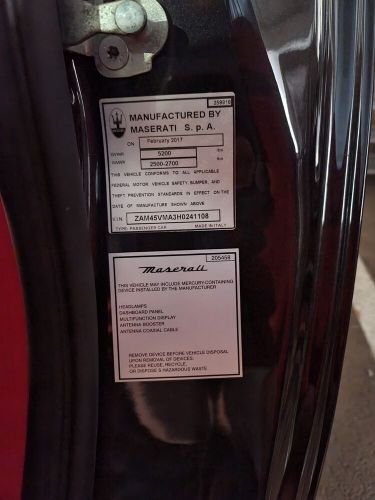 259918
MANUFACTURED BY
MASERATI S. p. A.
ON February 2017
GVWR 5200 lbs
GAWR 2500-2700 lbs
THIS VEHICLE CONFORMS TO ALL APPLICABLE
FEDERAL MOTOR VEHICLE SAFETY, BUMPER, AND
THEFT PREVENTION STANDARDS IN EFFECT ON THE
DATE OF MANUFACTURE SHOWN ABOVE
V.I.N. ZAM45VMA3H0241108
TYPE: PASSENGER CAR MADE IN ITALY
205458
Maserati
THIS VEHICLE MAY INCLUDE MERCURY-CONTAINING
DEVICE INSTALLED BY THE MANUFACTURER
HEADLAMPS
DASHBOARD PANEL
MULTIFUNCTION DISPLAY
ANTENNA BOOSTER
ANTENNA COAXIAL CABLE
REMOVE DEVICE BEFORE VEHICLE DISPOSAL
UPON REMOVAL OF DEVICES:
PLEASE REUSE, RECYCLE,
OR DISPOSE S HAZARDOUS WASTE